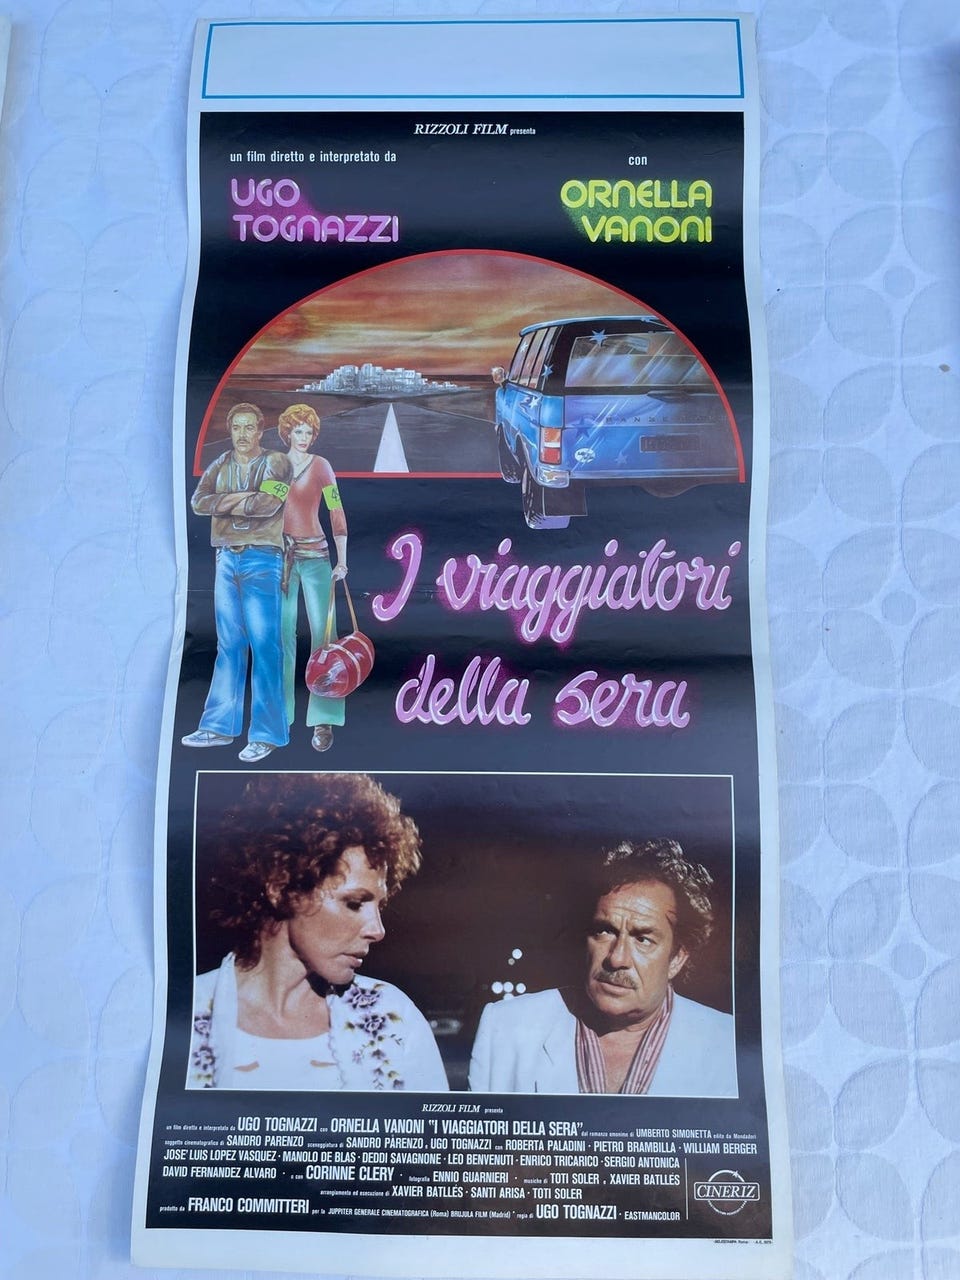 RIZZOLI FILM presenta
un film diretto e interpretato da
UGO
TOGNAZZI
con
ORNELLA
VANONI
49
I viaggiatori
della sera
RIZZOLI FILM presenta
un film diretto e interpretato da UGO TOGNAZZI con ORNELLA VANONI "I VIAGGIATORI DELLA SERA" dal romanzo omonimo di UMBERTO SIMONETTA edito da Mondadori
soggetto cinematografico di SANDRO PARENZO sceneggiatura di SANDRO PARENZO, UGO TOGNAZZI con ROBERTA PALADINI · PIETRO BRAMBILLA · WILLIAM BERGER
JOSE' LUIS LOPEZ VASQUEZ · MANOLO DE BLAS · DEDDI SAVAGNONE · LEO BENVENUTI · ENRICO TRICARICO · SERGIO ANTONICA
DAVID FERNANDEZ ALVARO · e con CORINNE CLERY · fotografia ENNIO GUARNIERI · musiche di TOTI SOLER, XAVIER BATLLÉS
arrangiamento ed esecuzione di XAVIER BATLLÉS · SANTI ARISA · TOTI SOLER
prodotto da FRANCO COMMITTERI per la JUPPITER GENERALE CINEMATOGRAFICA (Roma) BRUJULA FILM (Madrid) · regia di UGO TOGNAZZI · EASTMANCOLOR
CINERIZ